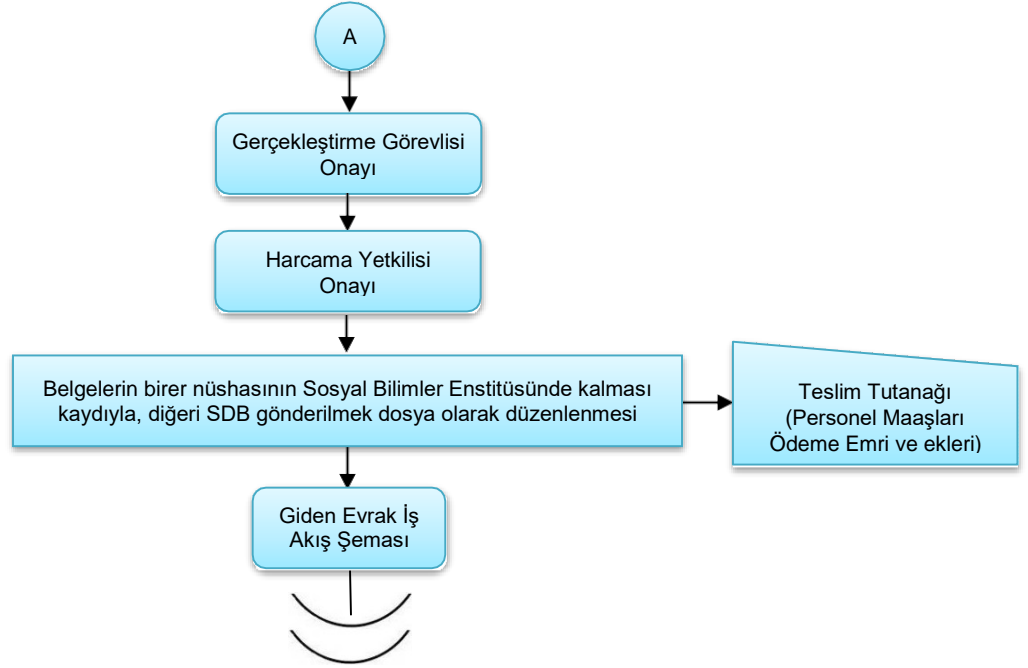 A
Gerçekleştirme Görevlisi
Onayı
Harcama Yetkilisi
Onayı
Belgelerin birer nüshasının Sosyal Bilimler Enstitüsünde kalması
kaydıyla, diğeri SDB gönderilmek dosya olarak düzenlenmesi
Teslim Tutanağı
(Personel Maaşları
Ödeme Emri ve ekleri)
Giden Evrak İş
Akış Şeması